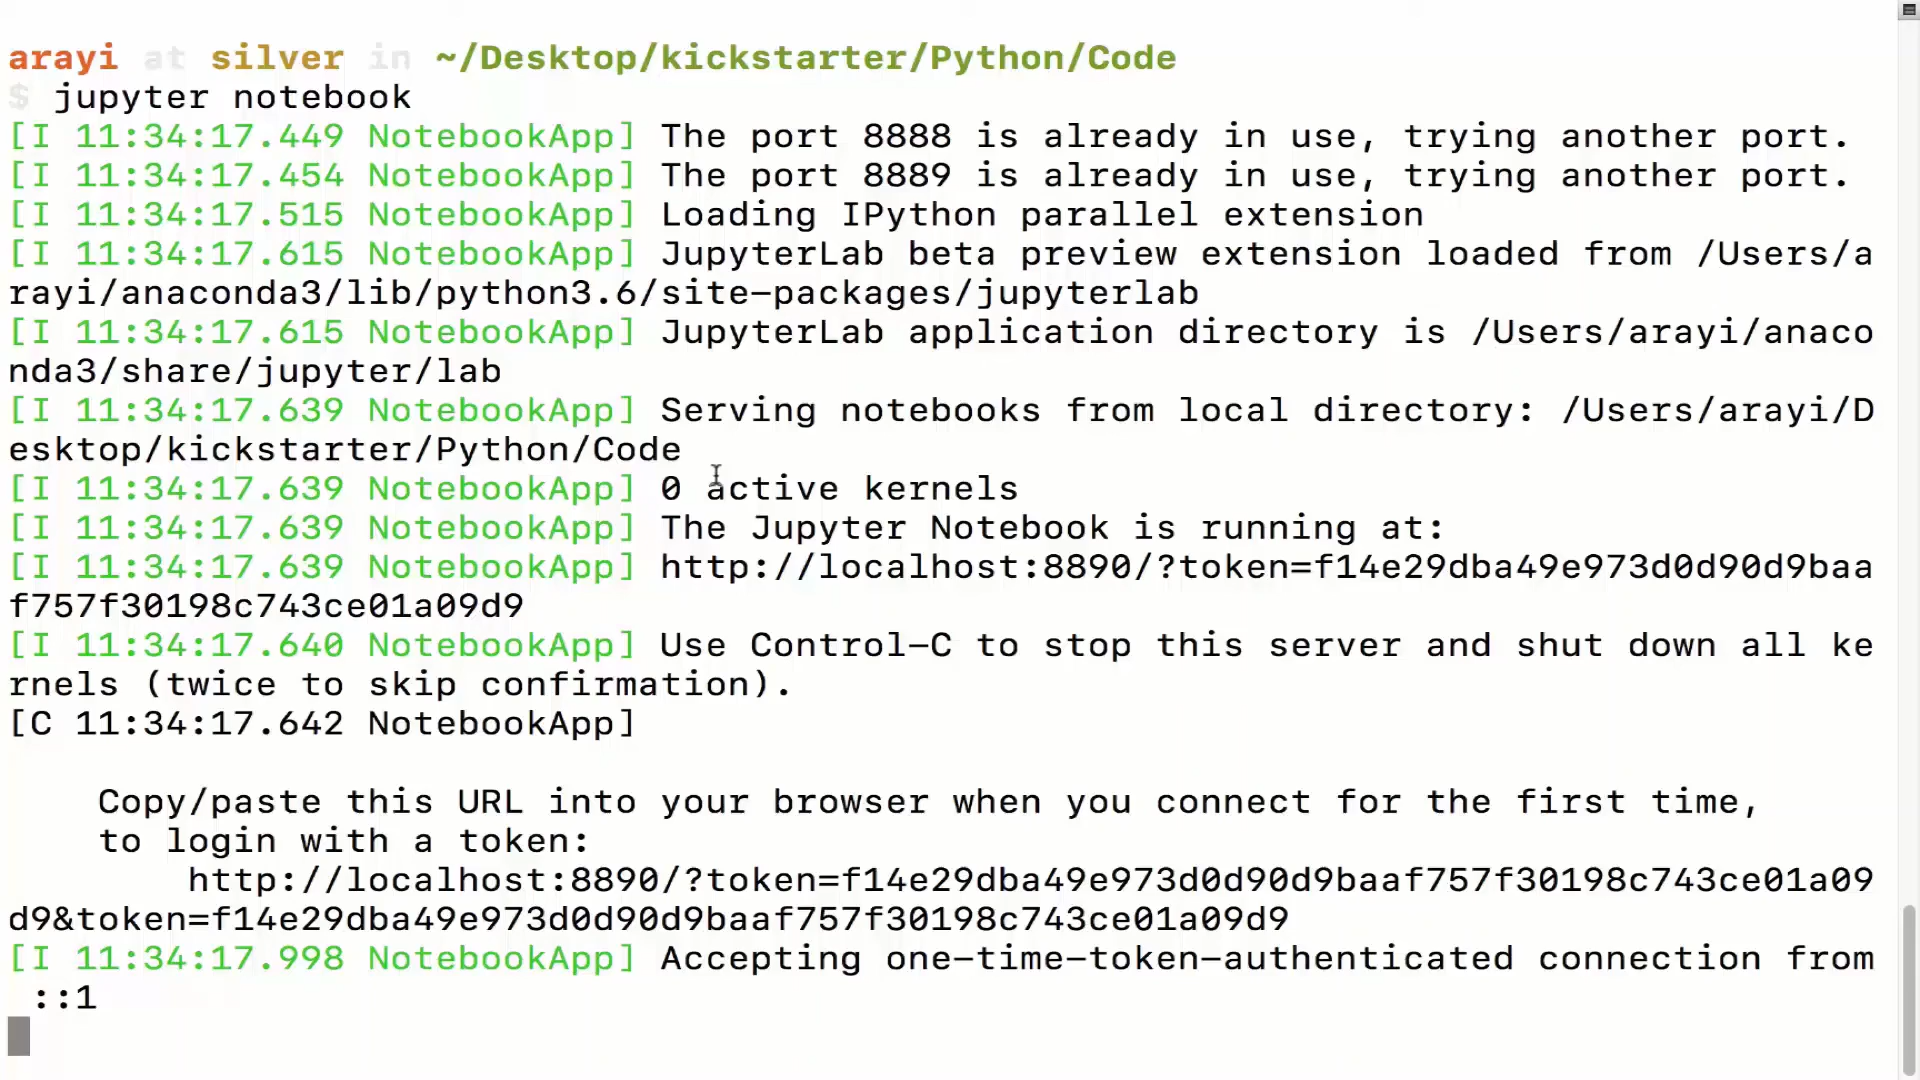 arayi at silver in ~/Desktop/kickstarter/Python/Code
$ jupyter notebook
[I 11:34:17.449 NotebookApp] The port 8888 is already in use, trying another port.
[I 11:34:17.454 NotebookApp] The port 8889 is already in use, trying another port.
[I 11:34:17.515 NotebookApp] Loading IPython parallel extension
[I 11:34:17.615 NotebookApp] JupyterLab beta preview extension loaded from /Users/a
rayi/anaconda3/lib/python3.6/site-packages/jupyterlab
[I 11:34:17.615 NotebookApp] JupyterLab application directory is /Users/arayi/anaco
nda3/share/jupyter/lab
[I 11:34:17.639 NotebookApp] Serving notebooks from local directory: /Users/arayi/D
esktop/kickstarter/Python/Code
[I 11:34:17.639 NotebookApp] 0 active kernels
[I 11:34:17.639 NotebookApp] The Jupyter Notebook is running at:
[I 11:34:17.639 NotebookApp] http://localhost:8890/?token=f14e29dba49e973d0d90d9baa
f757f30198c743ce01a09d9
[I 11:34:17.640 NotebookApp] Use Control-C to stop this server and shut down all ke
rnels (twice to skip confirmation).
[C 11:34:17.642 NotebookApp]
Copy/paste this URL into your browser when you connect for the first time,
to login with a token:
http://localhost:8890/?token=f14e29dba49e973d0d90d9baaf757f30198c743ce01a09
d9&token=f14e29dba49e973d0d90d9baaf757f30198c743ce01a09d9
[I 11:34:17.998 NotebookApp] Accepting one-time-token-authenticated connection from
::1